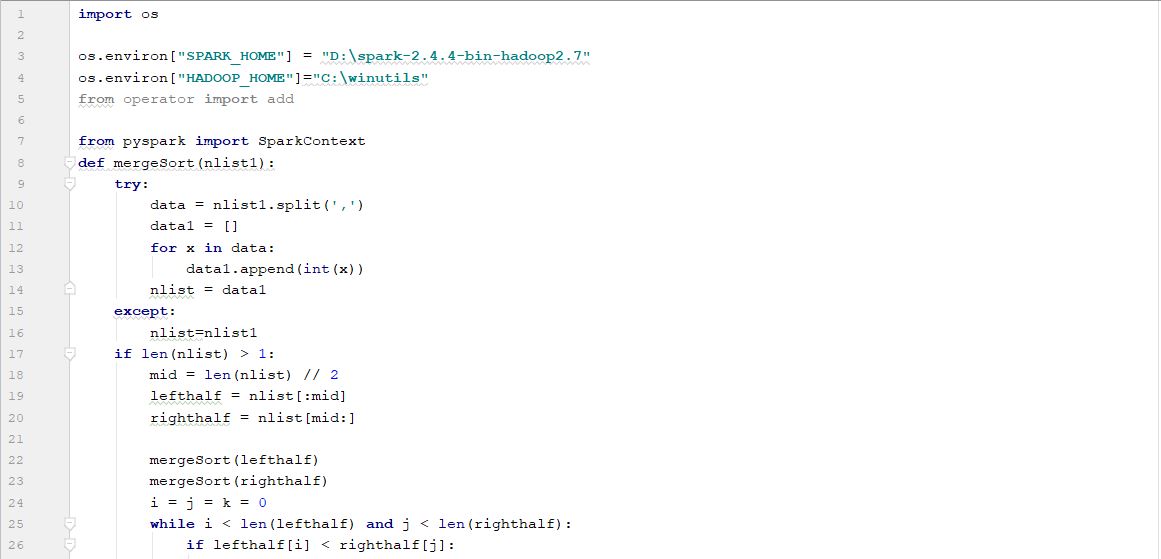 1 import os
2
3 os.environ["SPARK_HOME"] = "D:\spark-2.4.4-bin-hadoop2.7"
4 os.environ["HADOOP_HOME"]="C:\winutils"
5 from operator import add
6
7 from pyspark import SparkContext
8 def mergeSort(nlist1):
9     try:
10         data = nlist1.split(',')
11         data1 = []
12         for x in data:
13             data1.append(int(x))
14         nlist = data1
15     except:
16         nlist=nlist1
17     if len(nlist) > 1:
18         mid = len(nlist) // 2
19         lefthalf = nlist[:mid]
20         righthalf = nlist[mid:]
21
22         mergeSort(lefthalf)
23         mergeSort(righthalf)
24         i = j = k = 0
25         while i < len(lefthalf) and j < len(righthalf):
26             if lefthalf[i] < righthalf[j]: